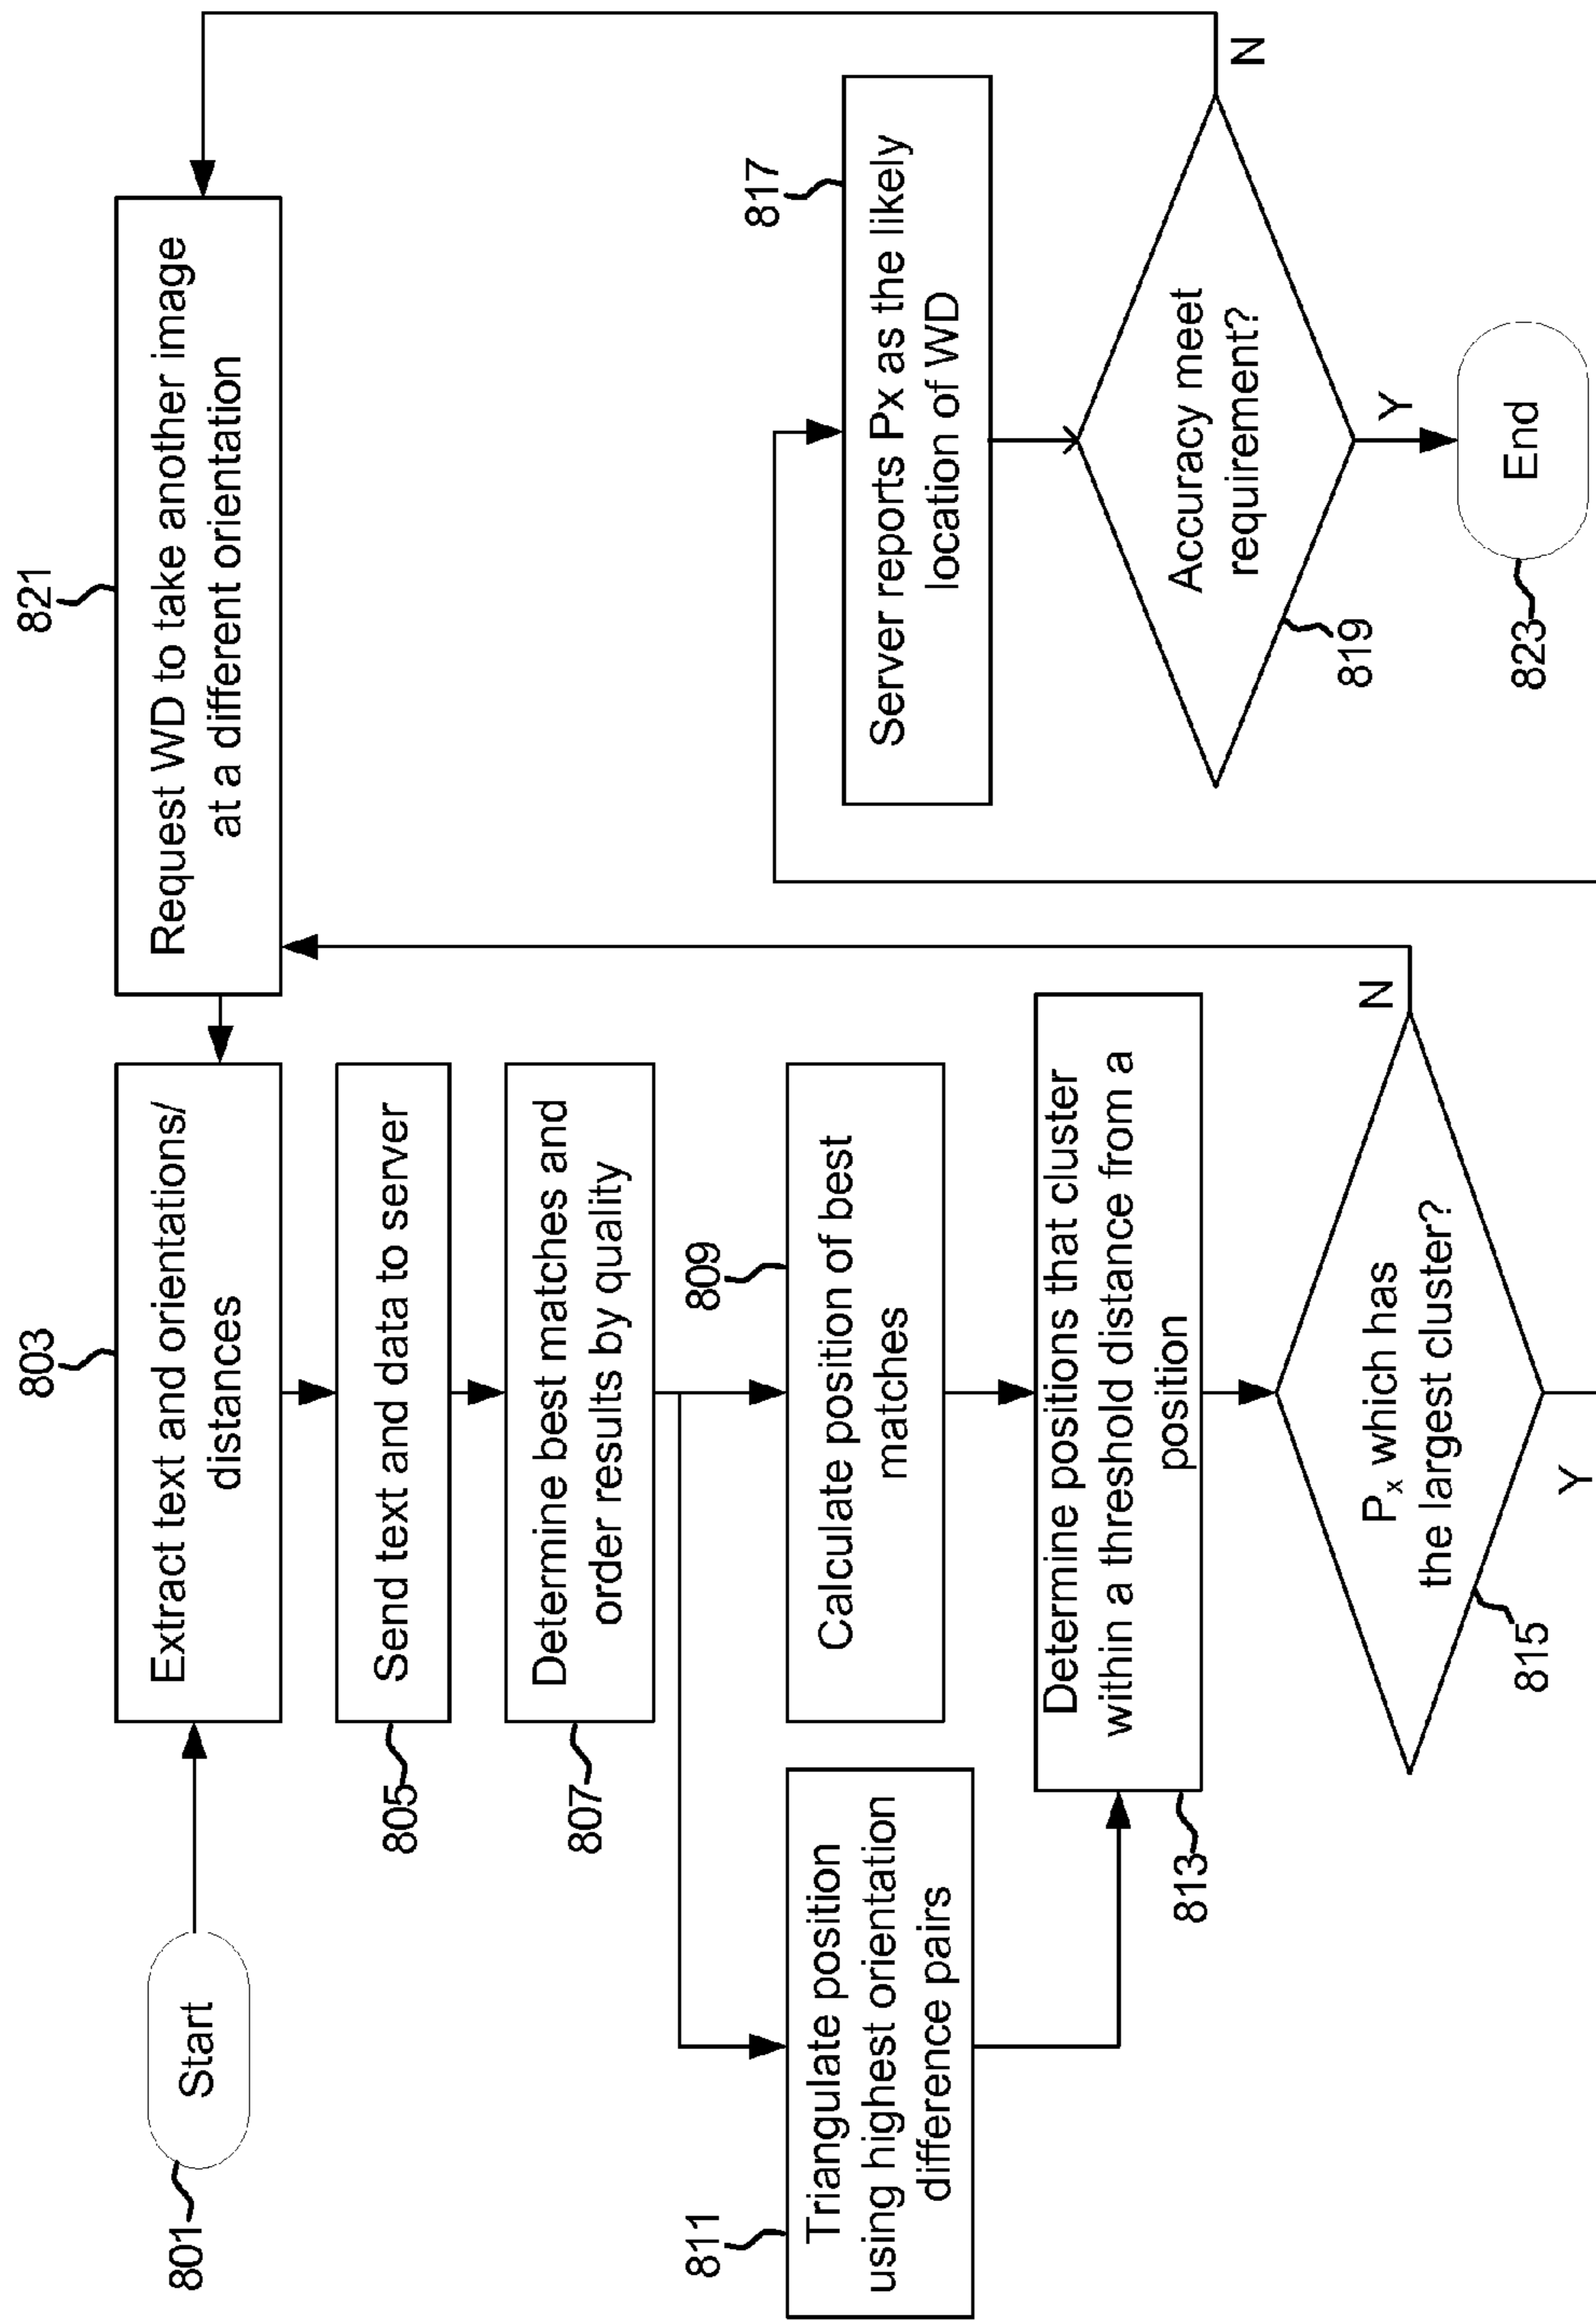 801
Start
803
Extract text and orientations/
distances
805
Send text and data to server
807
Determine best matches and
order results by quality
809
Calculate position of best
matches
811
Triangulate position
using highest orientation
difference pairs
813
Determine positions that cluster
within a threshold distance from a
position
815
Px which has
the largest cluster?
N
Y
821
Request WD to take another image
at a different orientation
817
Server reports Px as the likely
location of WD
819
Accuracy meet
requirement?
N
Y
823
End